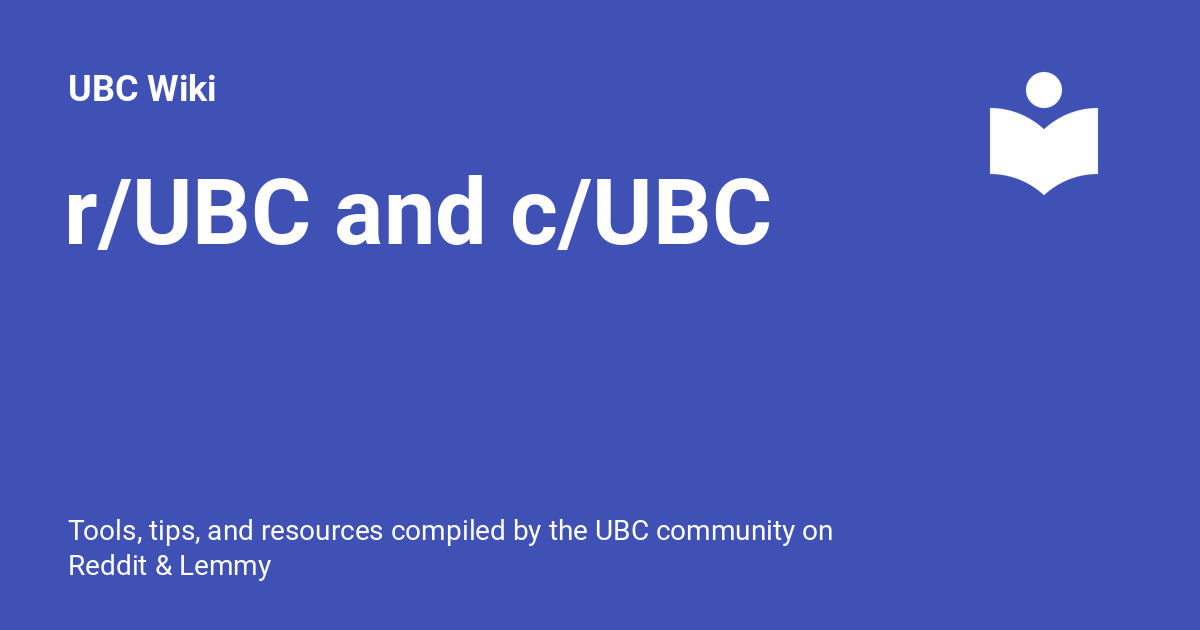 UBC Wiki
r/UBC and c/UBC
Tools, tips, and resources compiled by the UBC community on
Reddit & Lemmy